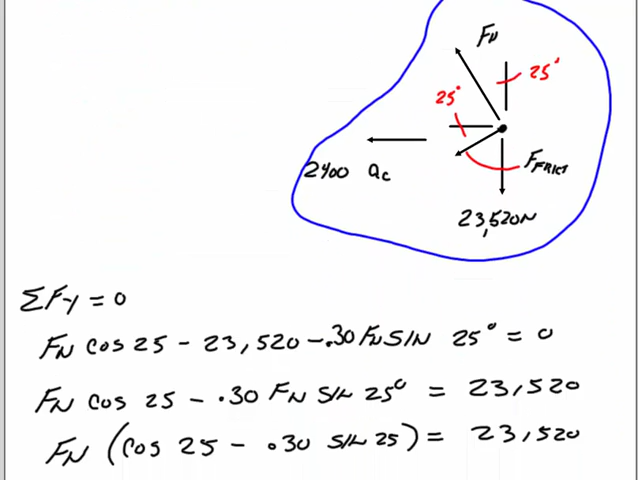 FN
25°
25°
FFRICT
2400 ac
23,520N
ΣFy = 0
FN cos 25 - 23,520 - .30 FN SIN 25° = 0
FN cos 25 - .30 FN SIN 25° = 23,520
FN (cos 25 - .30 SIN 25) = 23,520